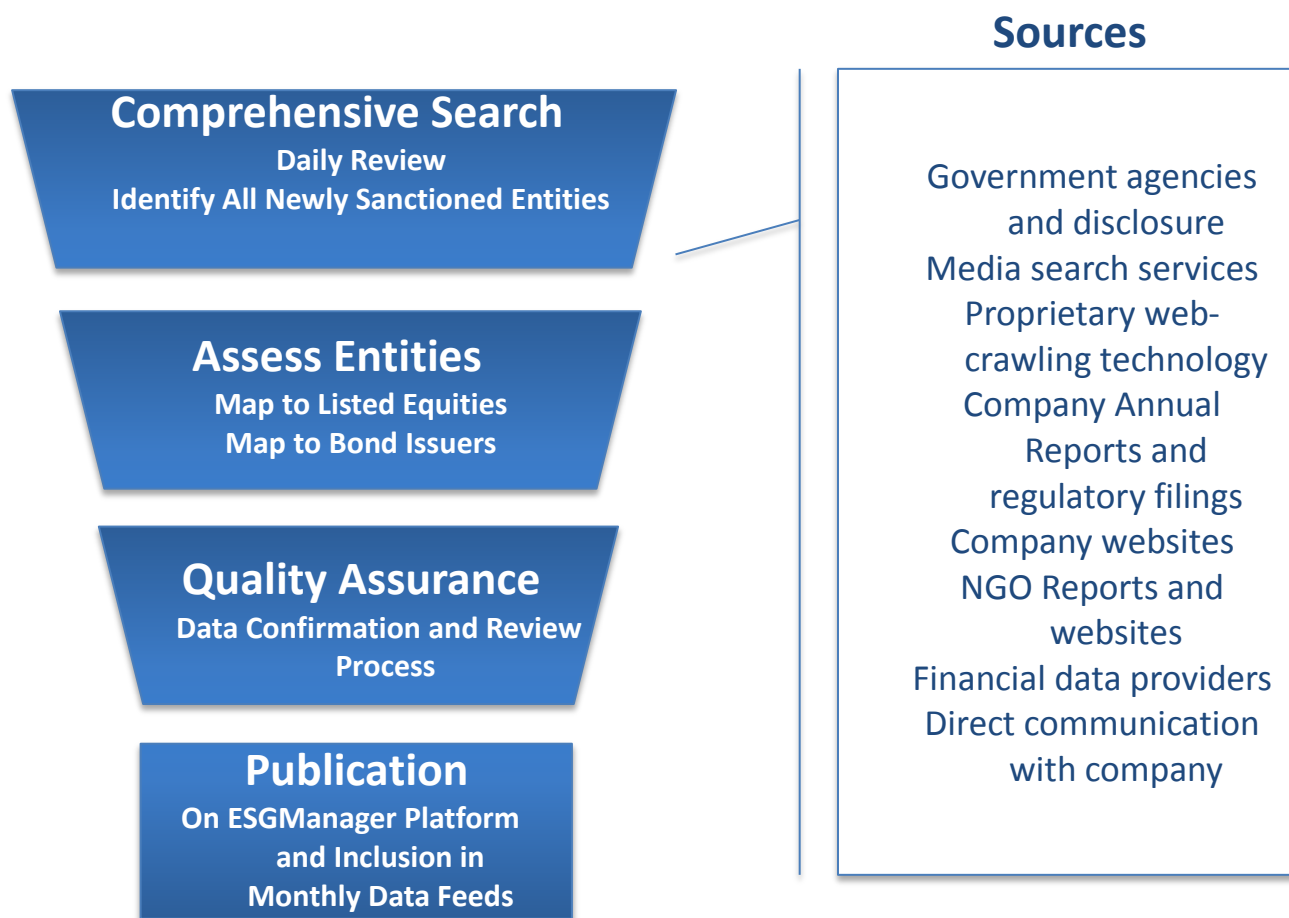 Comprehensive Search
Daily Review
Identify All Newly Sanctioned Entities
Assess Entities
Map to Listed Equities
Map to Bond Issuers
Quality Assurance
Data Confirmation and Review
Process
Publication
On ESGManager Platform
and Inclusion in
Monthly Data Feeds
Sources
Government agencies
and disclosure
Media search services
Proprietary web-
crawling technology
Company Annual
Reports and
regulatory filings
Company websites
NGO Reports and
websites
Financial data providers
Direct communication
with company